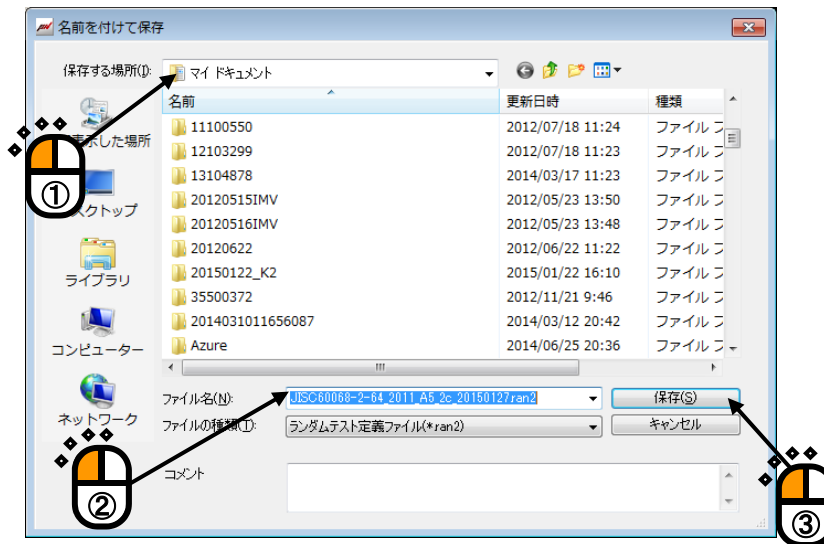 名前を付けて保存
保存する場所(I):
マイ ドキュメント
名前 更新日時 種類
11100550 2012/07/18 11:24 ファイル フ
12103299 2012/07/18 11:23 ファイル フ
13104878 2014/03/17 11:23 ファイル フ
20120515IMV 2012/05/23 13:50 ファイル フ
20120516IMV 2012/05/23 13:48 ファイル フ
20120622 2012/06/22 11:22 ファイル フ
20150122_K2 2015/01/22 16:10 ファイル フ
35500372 2012/11/21 9:46 ファイル フ
2014031011656087 2014/03/12 20:42 ファイル フ
Azure 2014/06/25 20:36 ファイル フ
表示した場所
①
スクトップ
ライブラリ
コンピューター
ネットワーク
ファイル名(N): JISC60068-2-64_2011_A5_2c_20150127.ran2 保存(S)
ファイルの種類(T): ランダムテスト定義ファイル(*.ran2) キャンセル
コメント
②
③